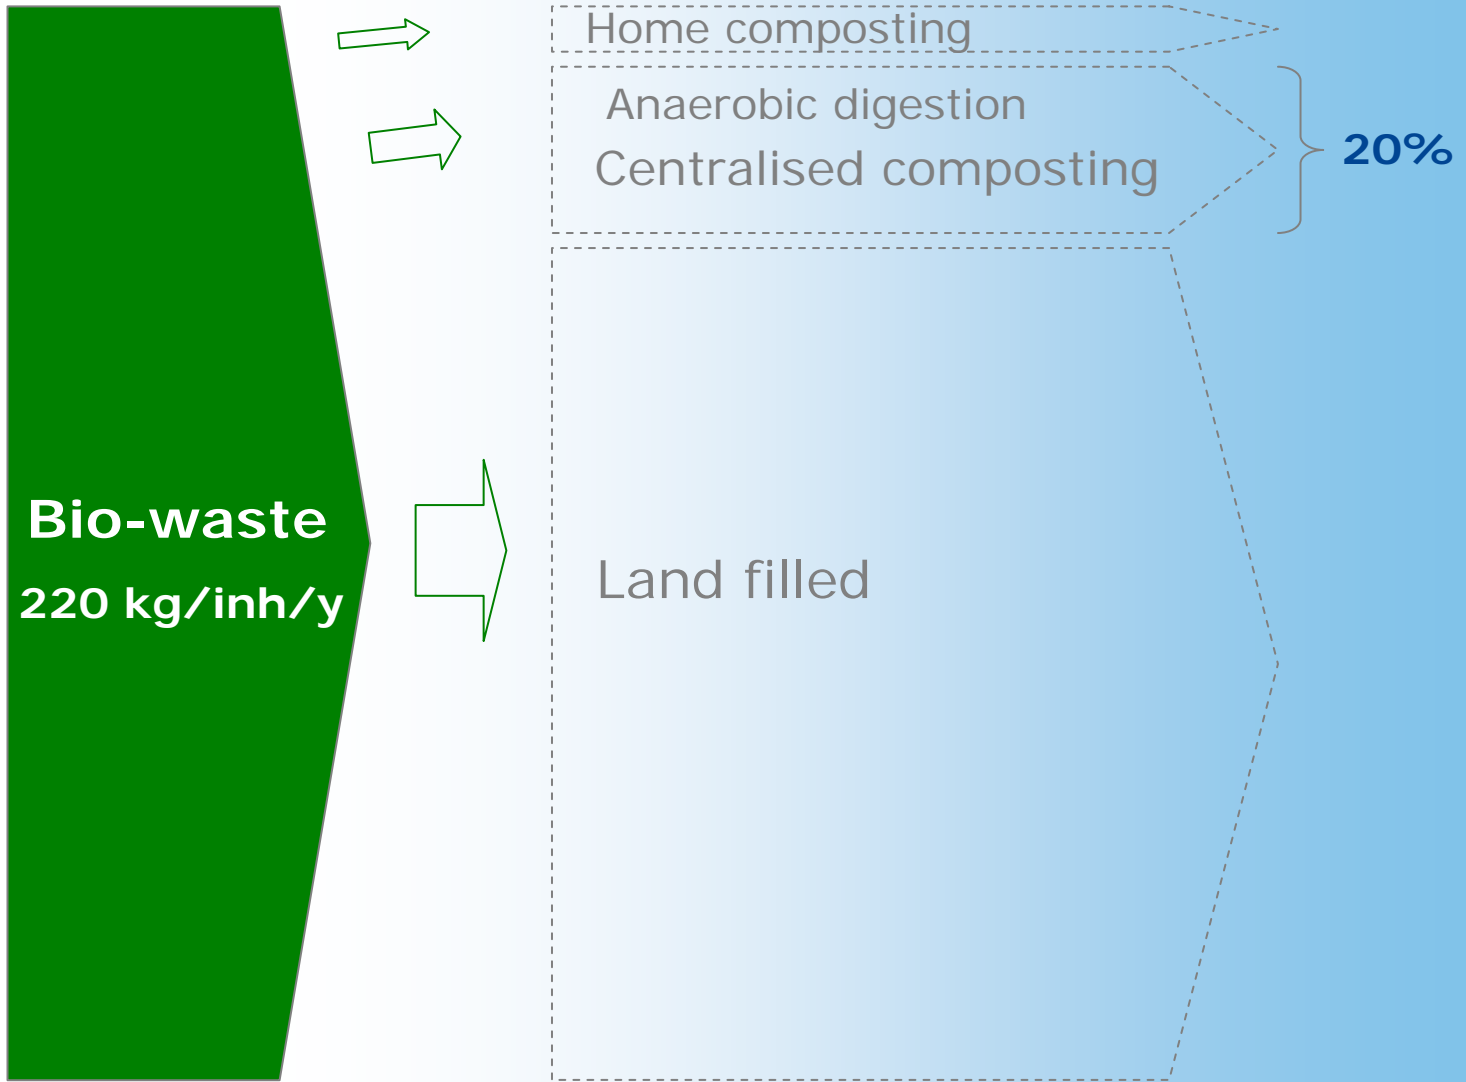 Home composting
Anaerobic digestion
Centralised composting
20%
Bio-waste
220 kg/inh/y
Land filled